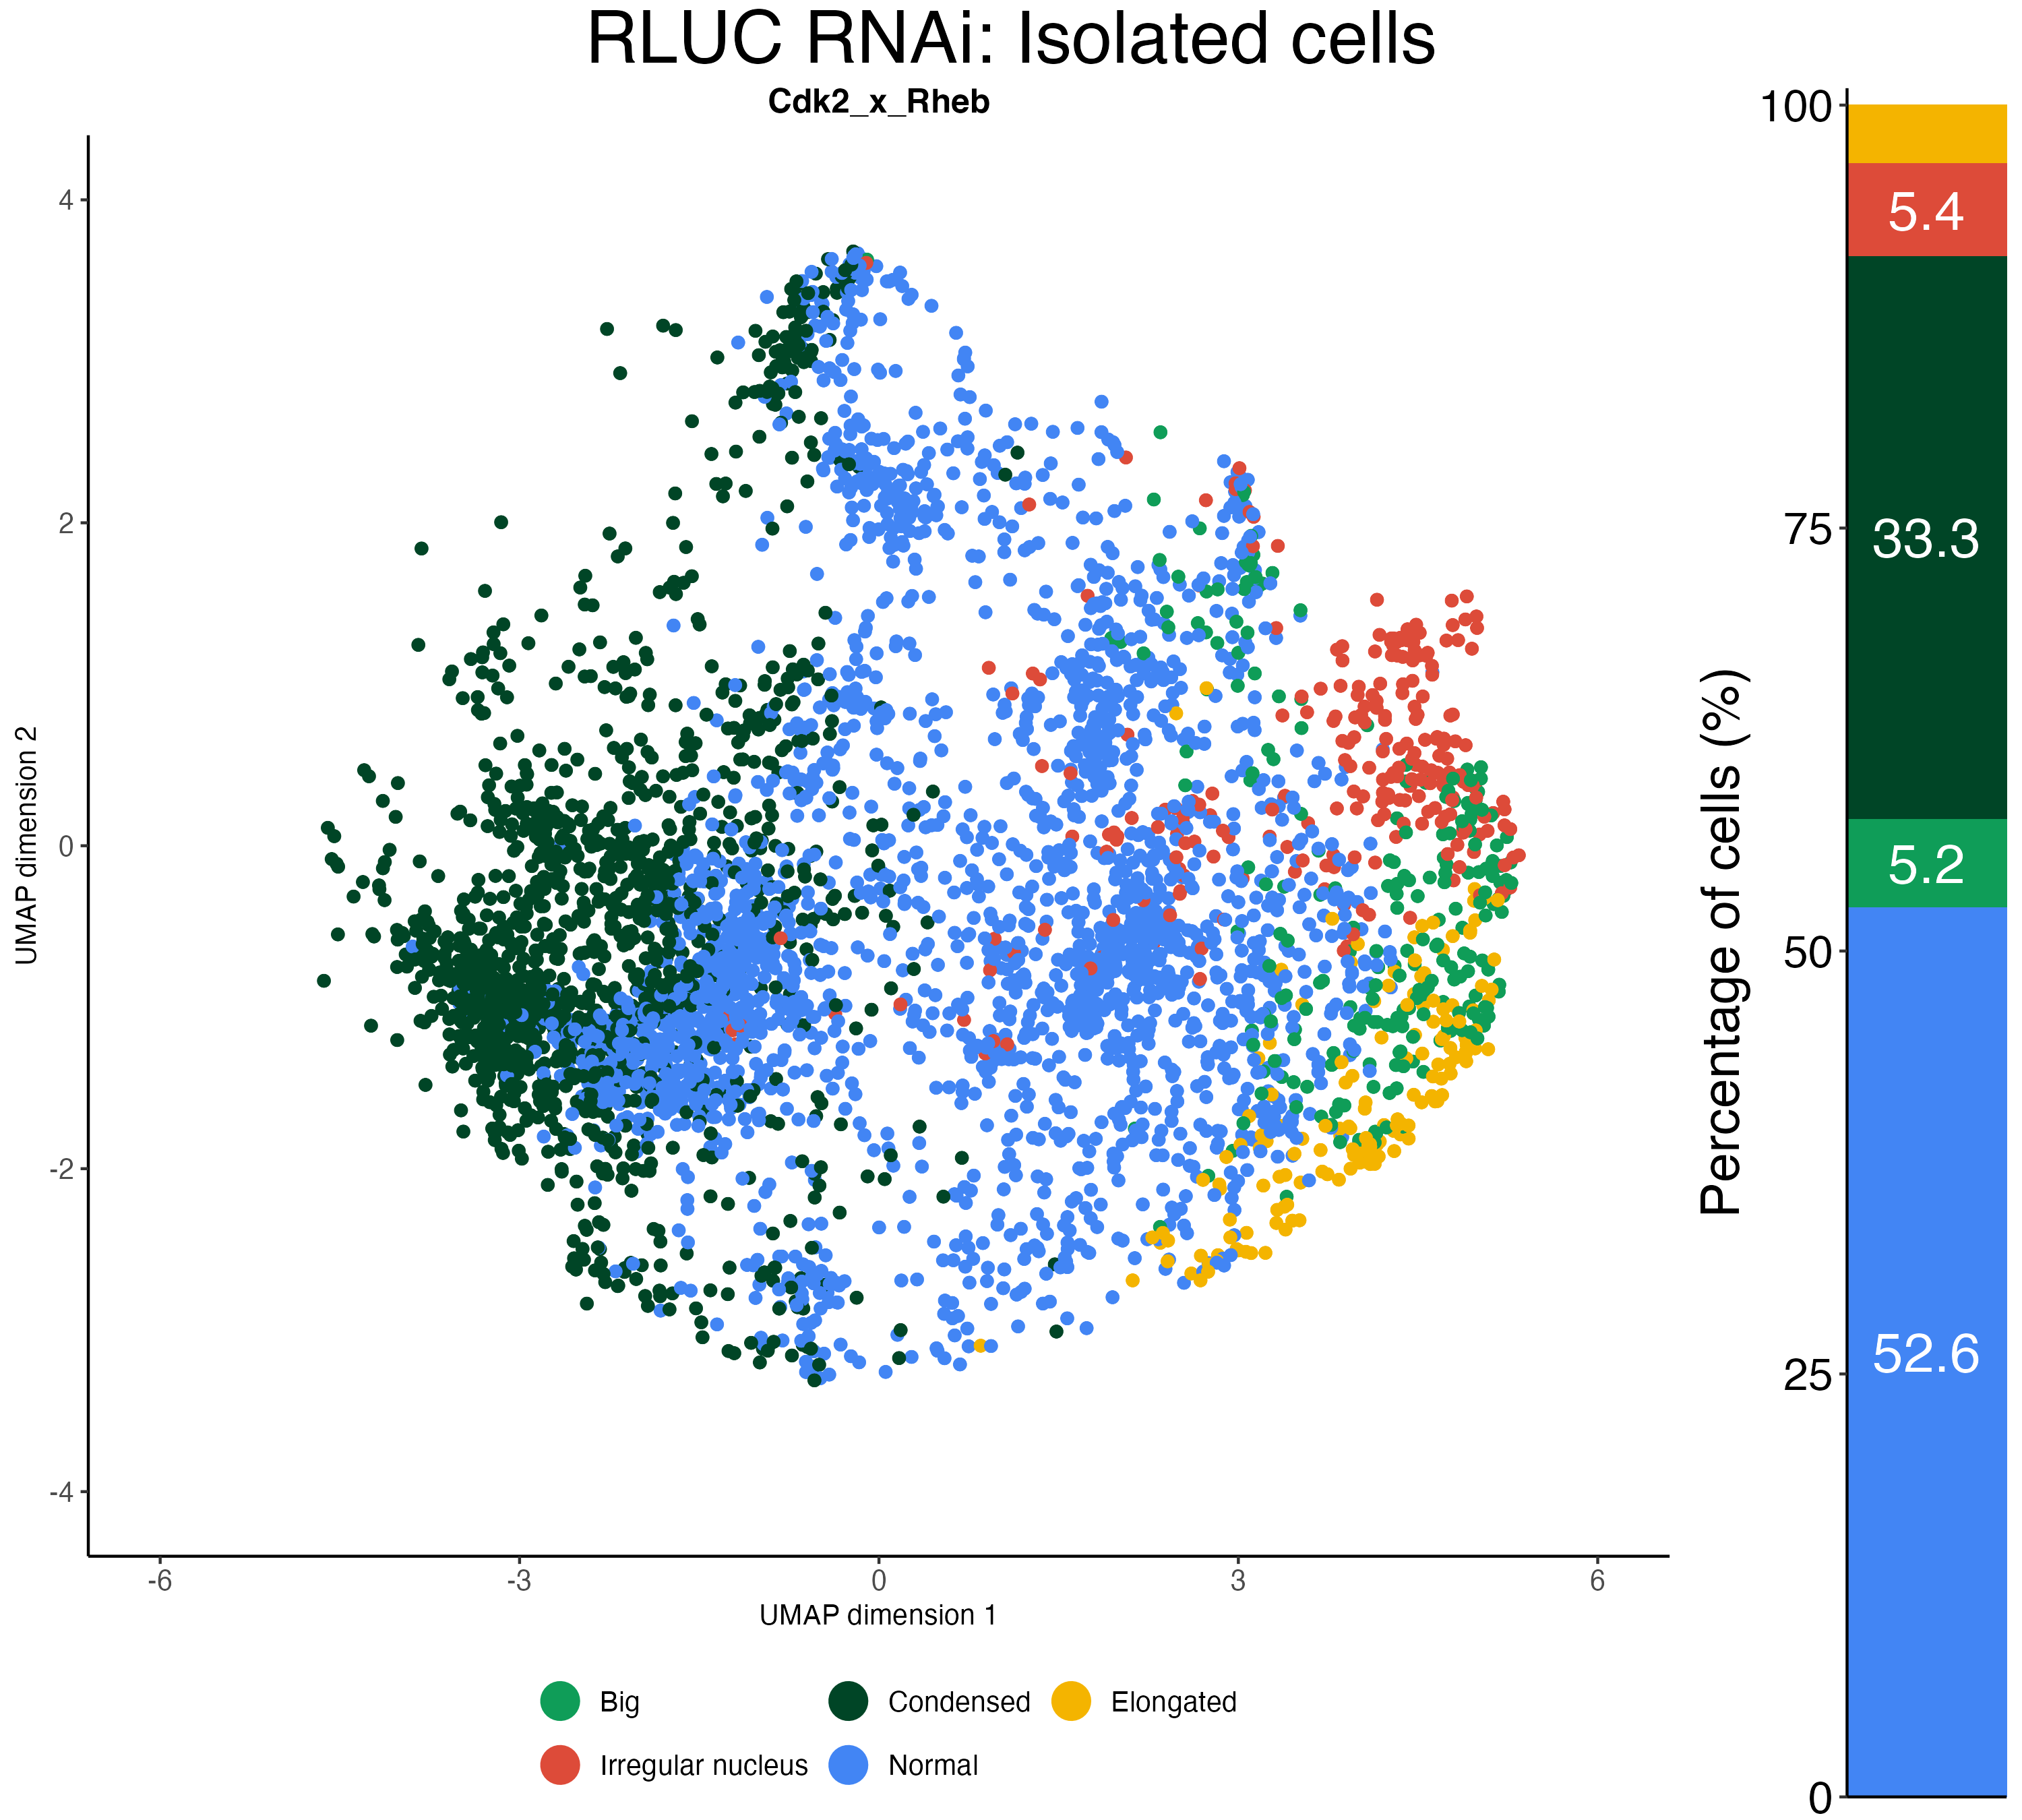 RLUC RNAi: Isolated cells
Cdk2_x_Rheb
UMAP dimension 2
4
2
0
-2
-4
-6
-3
0
3
6
UMAP dimension 1
Big
Condensed
Elongated
Irregular nucleus
Normal
Percentage of cells (%)
100
75
50
25
0
5.4
33.3
5.2
52.6